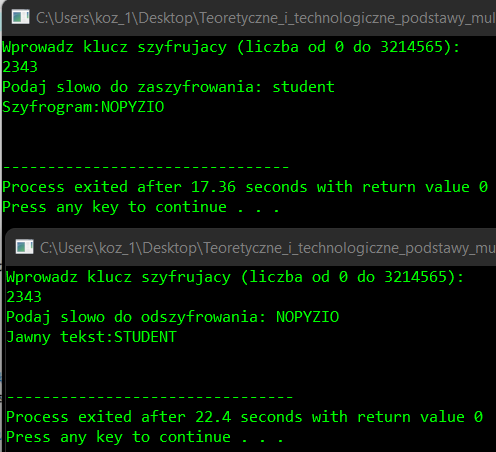 C:\Users\koz_1\Desktop\Teoretyczne_i_technologiczne_podstawy_mul
Wprowadz klucz szyfrujacy (liczba od 0 do 3214565):
2343
Podaj slowo do zaszyfrowania: student
Szyfrogram:NOPYZIO
--------------------------------
Process exited after 17.36 seconds with return value 0
Press any key to continue . . .
C:\Users\koz_1\Desktop\Teoretyczne_i_technologiczne_podstawy_mu
Wprowadz klucz szyfrujacy (liczba od 0 do 3214565):
2343
Podaj slowo do odszyfrowania: NOPYZIO
Jawny tekst:STUDENT
--------------------------------
Process exited after 22.4 seconds with return value 0
Press any key to continue . . .